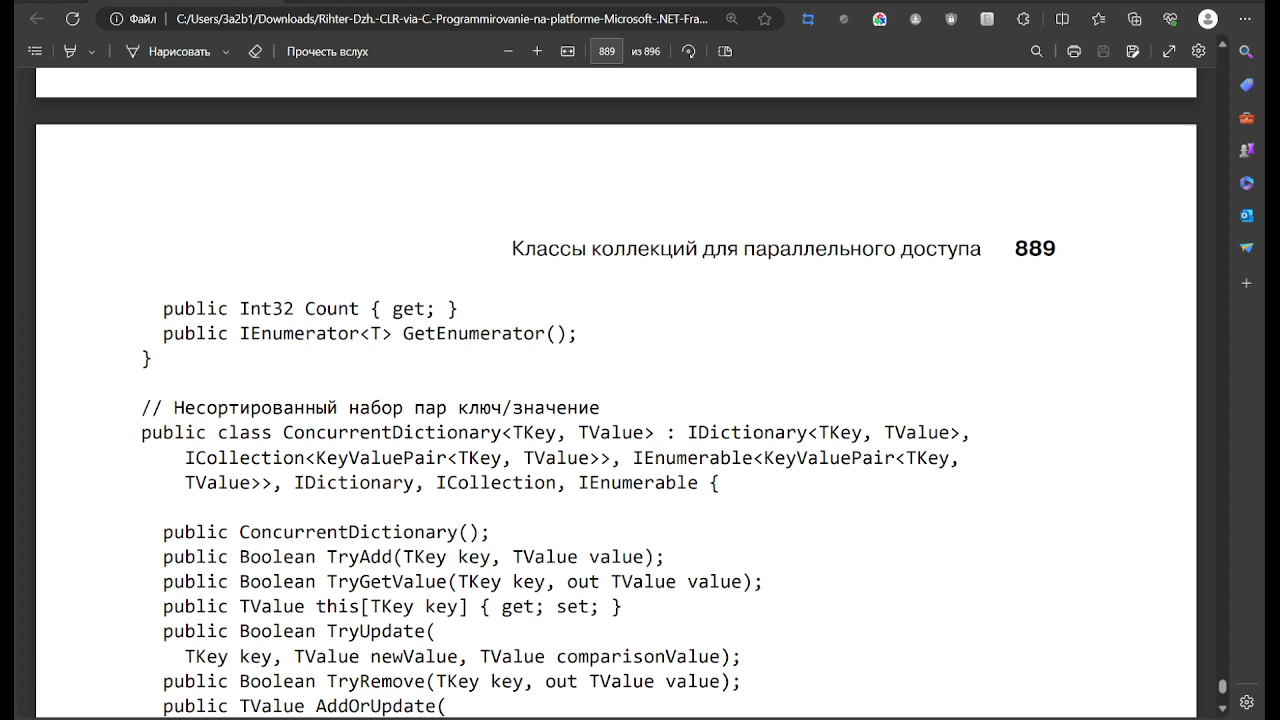 Файл
C:/Users/3a2b1/Downloads/Rihter-Dzh.-CLR-via-C.-Programmirovanie-na-platforme-Microsoft-.NET-Fra...
Нарисовать
Прочесть вслух
889
из 896
Классы коллекций для параллельного доступа 889
public Int32 Count { get; }
public IEnumerator<T> GetEnumerator();
}
// Несортированный набор пар ключ/значение
public class ConcurrentDictionary<TKey, TValue> : IDictionary<TKey, TValue>,
ICollection<KeyValuePair<TKey, TValue>>, IEnumerable<KeyValuePair<TKey,
TValue>>, IDictionary, ICollection, IEnumerable {
public ConcurrentDictionary();
public Boolean TryAdd(TKey key, TValue value);
public Boolean TryGetValue(TKey key, out TValue value);
public TValue this[TKey key] { get; set; }
public Boolean TryUpdate(
TKey key, TValue newValue, TValue comparisonValue);
public Boolean TryRemove(TKey key, out TValue value);
public TValue AddOrUpdate(